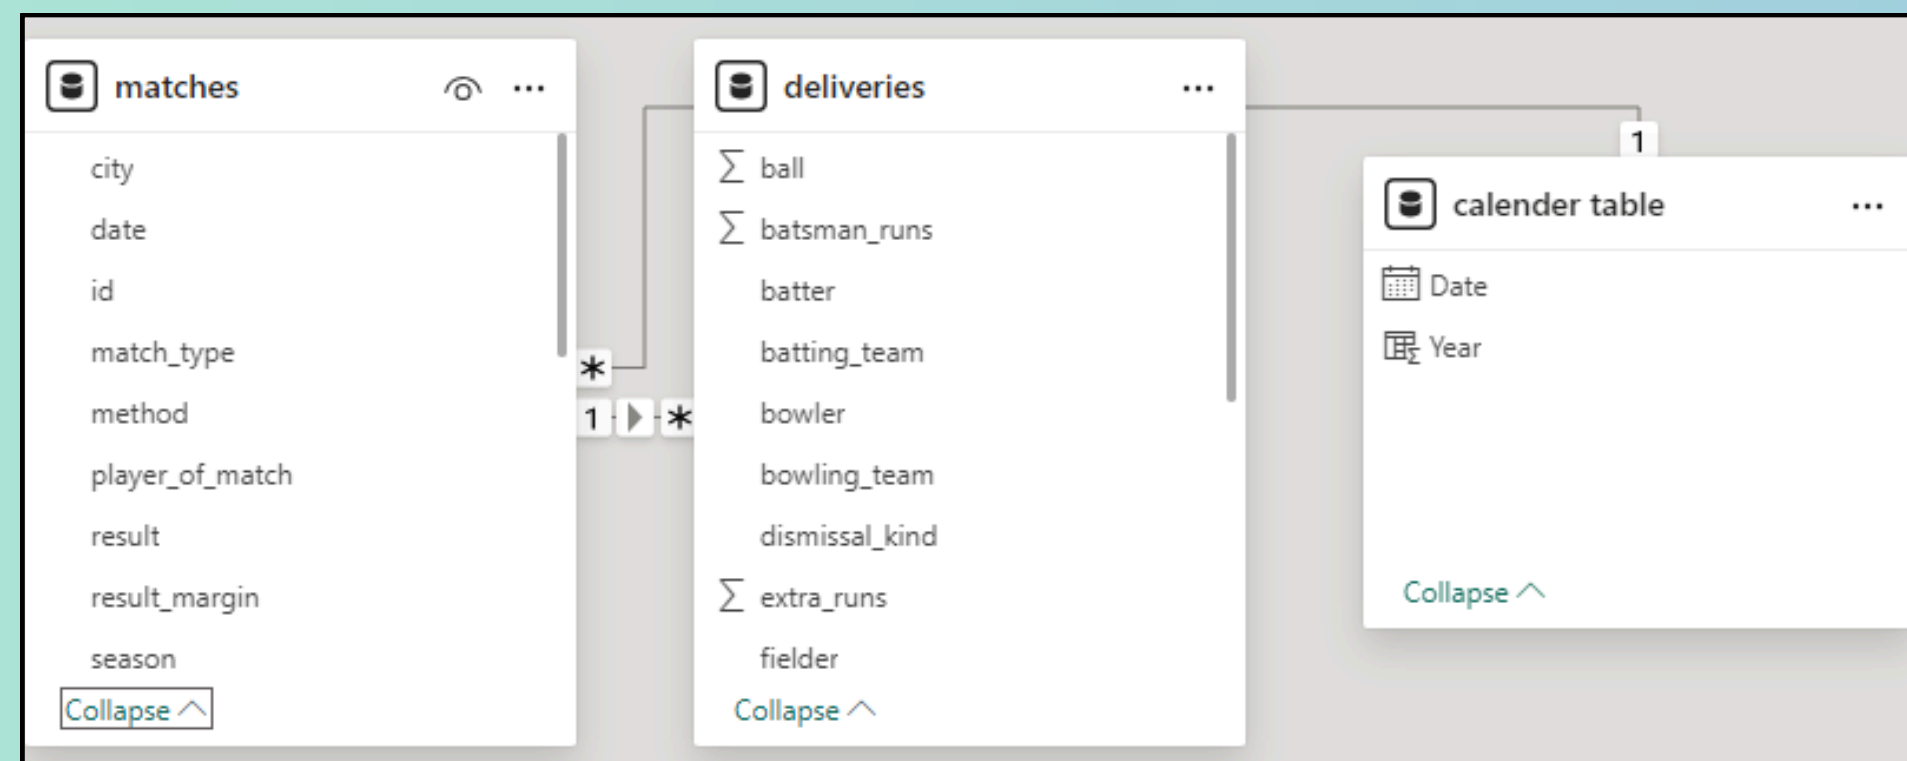 matches
city
date
id
match_type
method
player_of_match
result
result_margin
season
Collapse
*
1 *
deliveries
ball
batsman_runs
batter
batting_team
bowler
bowling_team
dismissal_kind
extra_runs
fielder
Collapse
1
calender table
Date
Year
Collapse